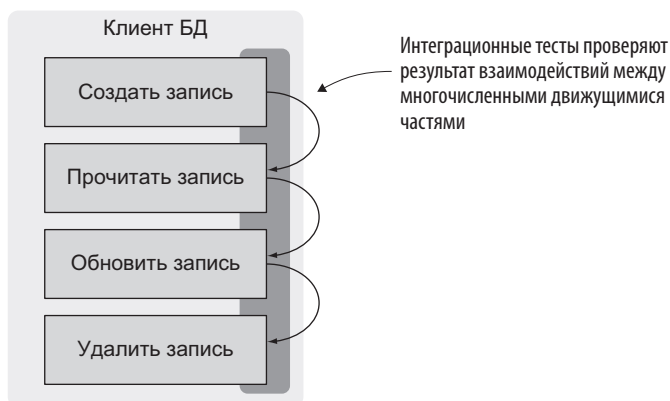 Клиент БД
Создать запись
Прочитать запись
Обновить запись
Удалить запись
Интеграционные тесты проверяют
результат взаимодействий между
многочисленными движущимися
частями